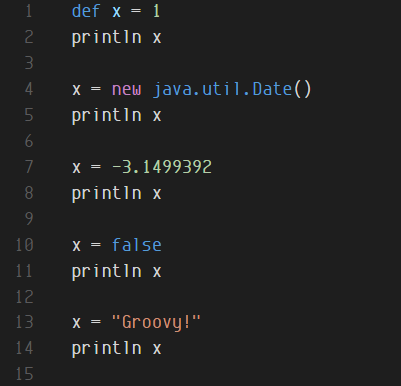 1 def x = 1
2 println x
3
4 x = new java.util.Date()
5 println x
6
7 x = -3.1499392
8 println x
9
10 x = false
11 println x
12
13 x = "Groovy!"
14 println x
15